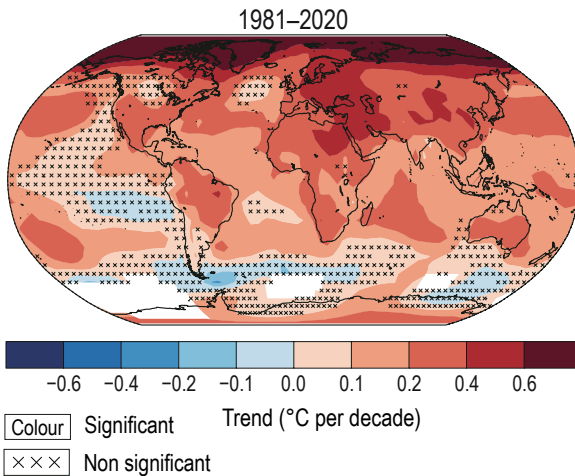 1981–2020
−0.6 −0.4 −0.2 −0.1 0.0 0.1 0.2 0.4 0.6
Trend (°C per decade)
Colour Significant
××× Non significant